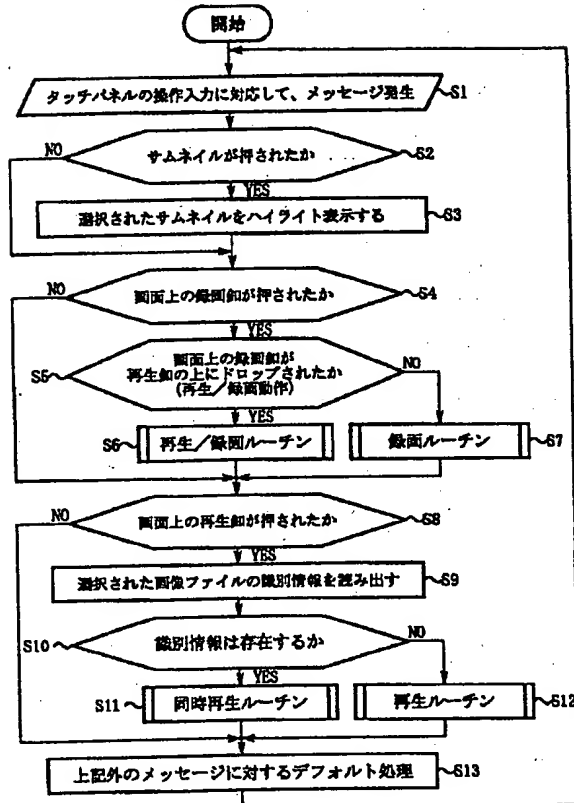 開始
タッチパネルの操作入力に対応して、メッセージ発生 S1
サムネイルが押されたか S2
NO
YES
選択されたサムネイルをハイライト表示する S3
画面上の録画釦が押されたか S4
NO
YES
S5
画面上の録画釦が
再生釦の上にドロップされたか
(再生/録画動作)
NO
YES
S6 再生/録画ルーチン
録画ルーチン S7
画面上の再生釦が押されたか S8
NO
YES
選択された画像ファイルの識別情報を読み出す S9
S10 識別情報は存在するか
NO
YES
S11 同時再生ルーチン
再生ルーチン S12
上記外のメッセージに対するデフォルト処理 S13